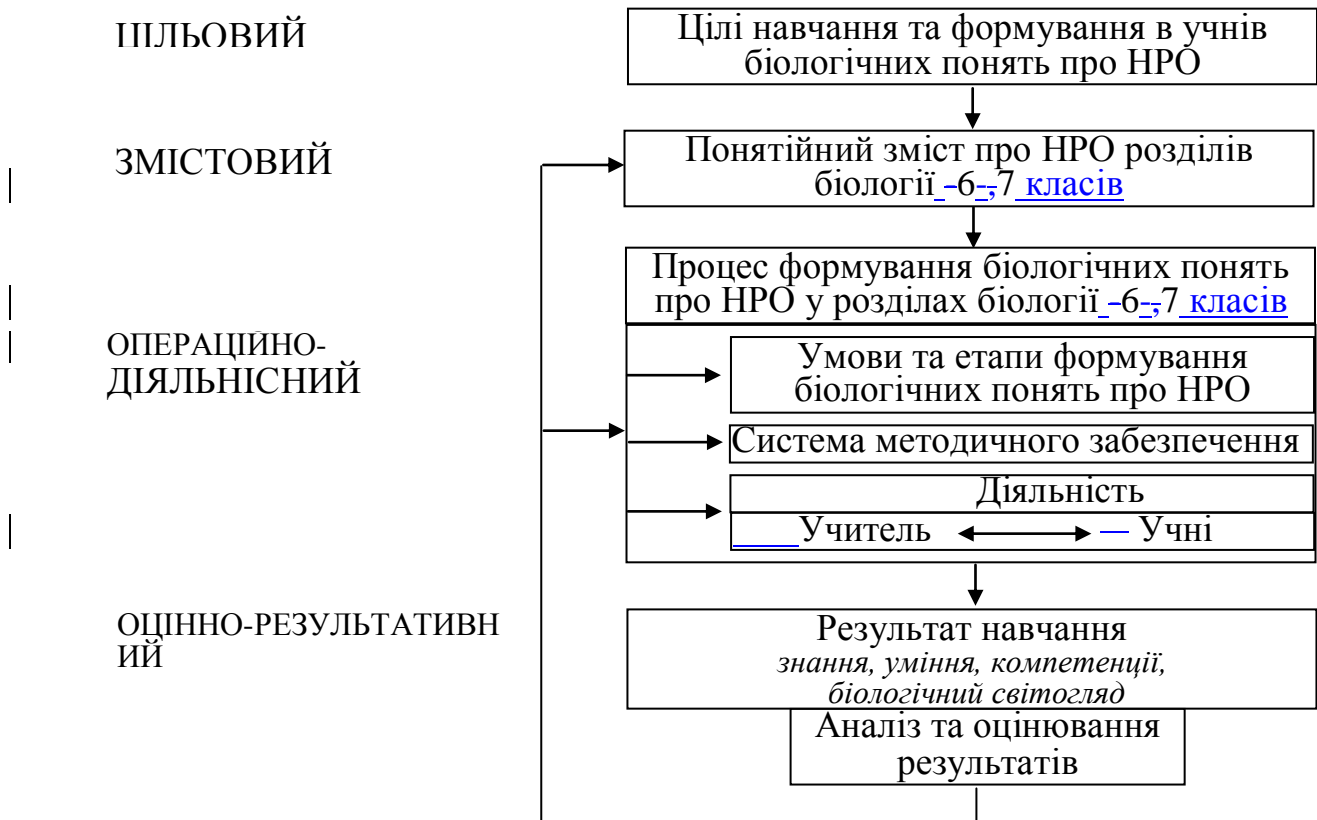 ЦІЛЬОВИЙ
Цілі навчання та формування в учнів
біологічних понять про НРО
ЗМІСТОВИЙ
Понятійний зміст про НРО розділів
біології -6-,7 класів
Процес формування біологічних понять
про НРО у розділах біології -6-,7 класів
ОПЕРАЦІЙНО-
ДІЯЛЬНІСНИЙ
Умови та етапи формування
біологічних понять про НРО
Система методичного забезпечення
Діяльність
Учитель — Учні
ОЦІННО-РЕЗУЛЬТАТИВН
ИЙ
Результат навчання
знання, уміння, компетенції,
біологічний світогляд
Аналіз та оцінювання
результатів